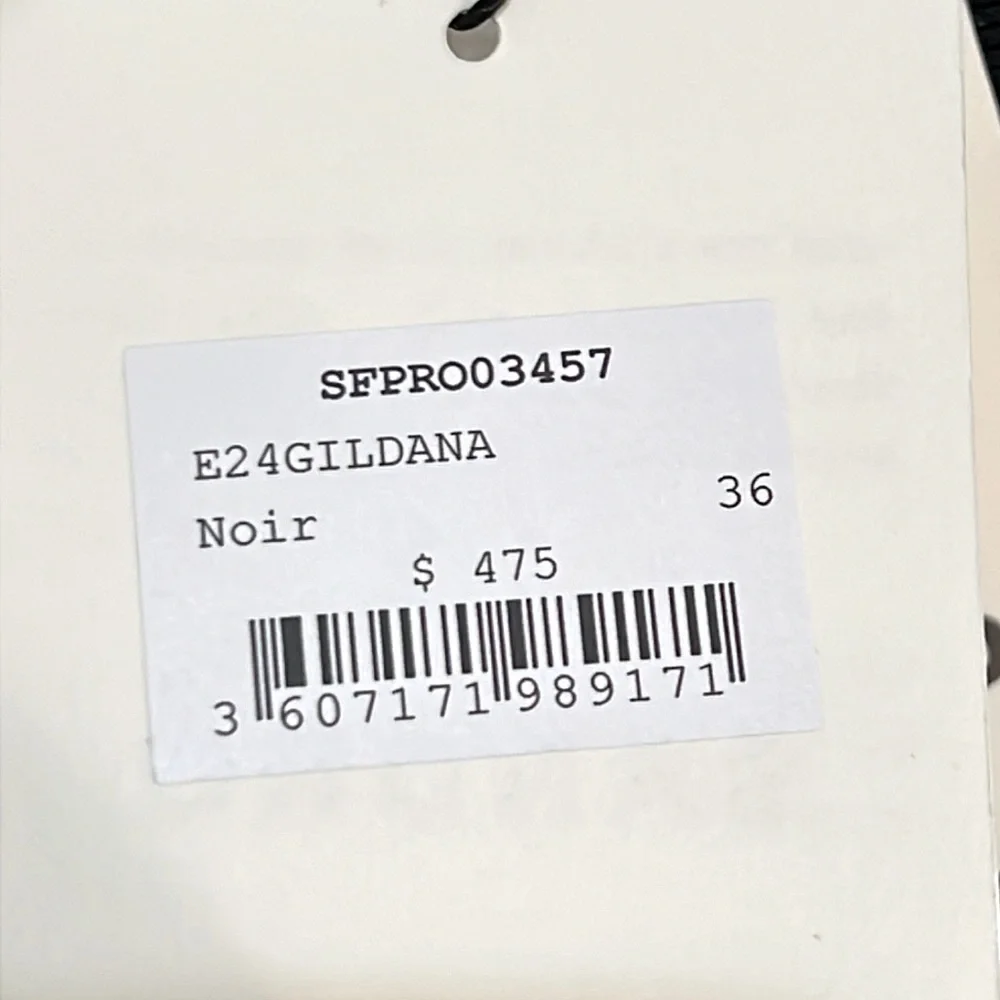 SFPRO03457
E24GILDANA
Noir
36
$ 475
3 607171 989171